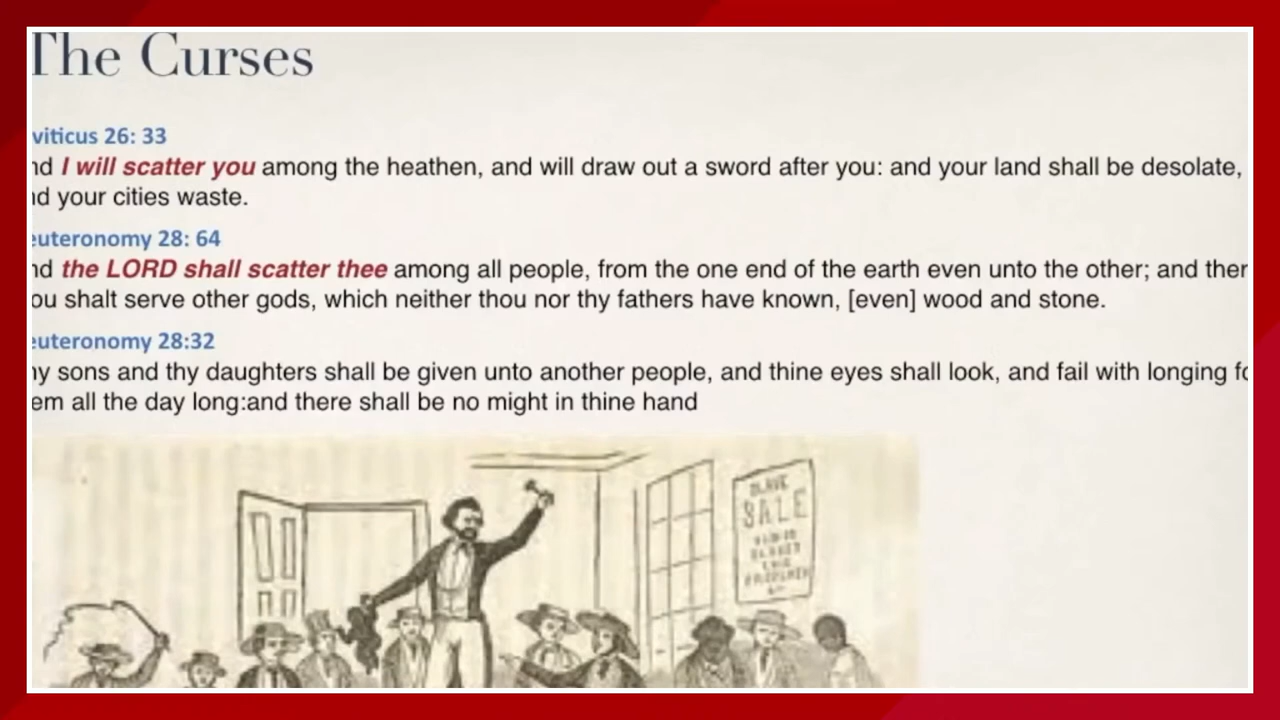 The Curses
viticus 26: 33
nd I will scatter you among the heathen, and will draw out a sword after you: and your land shall be desolate,
nd your cities waste.
euteronomy 28: 64
nd the LORD shall scatter thee among all people, from the one end of the earth even unto the other; and ther
ou shalt serve other gods, which neither thou nor thy fathers have known, [even] wood and stone.
euteronomy 28:32
hy sons and thy daughters shall be given unto another people, and thine eyes shall look, and fail with longing fo
em all the day long:and there shall be no might in thine hand
SLAVE
SALE